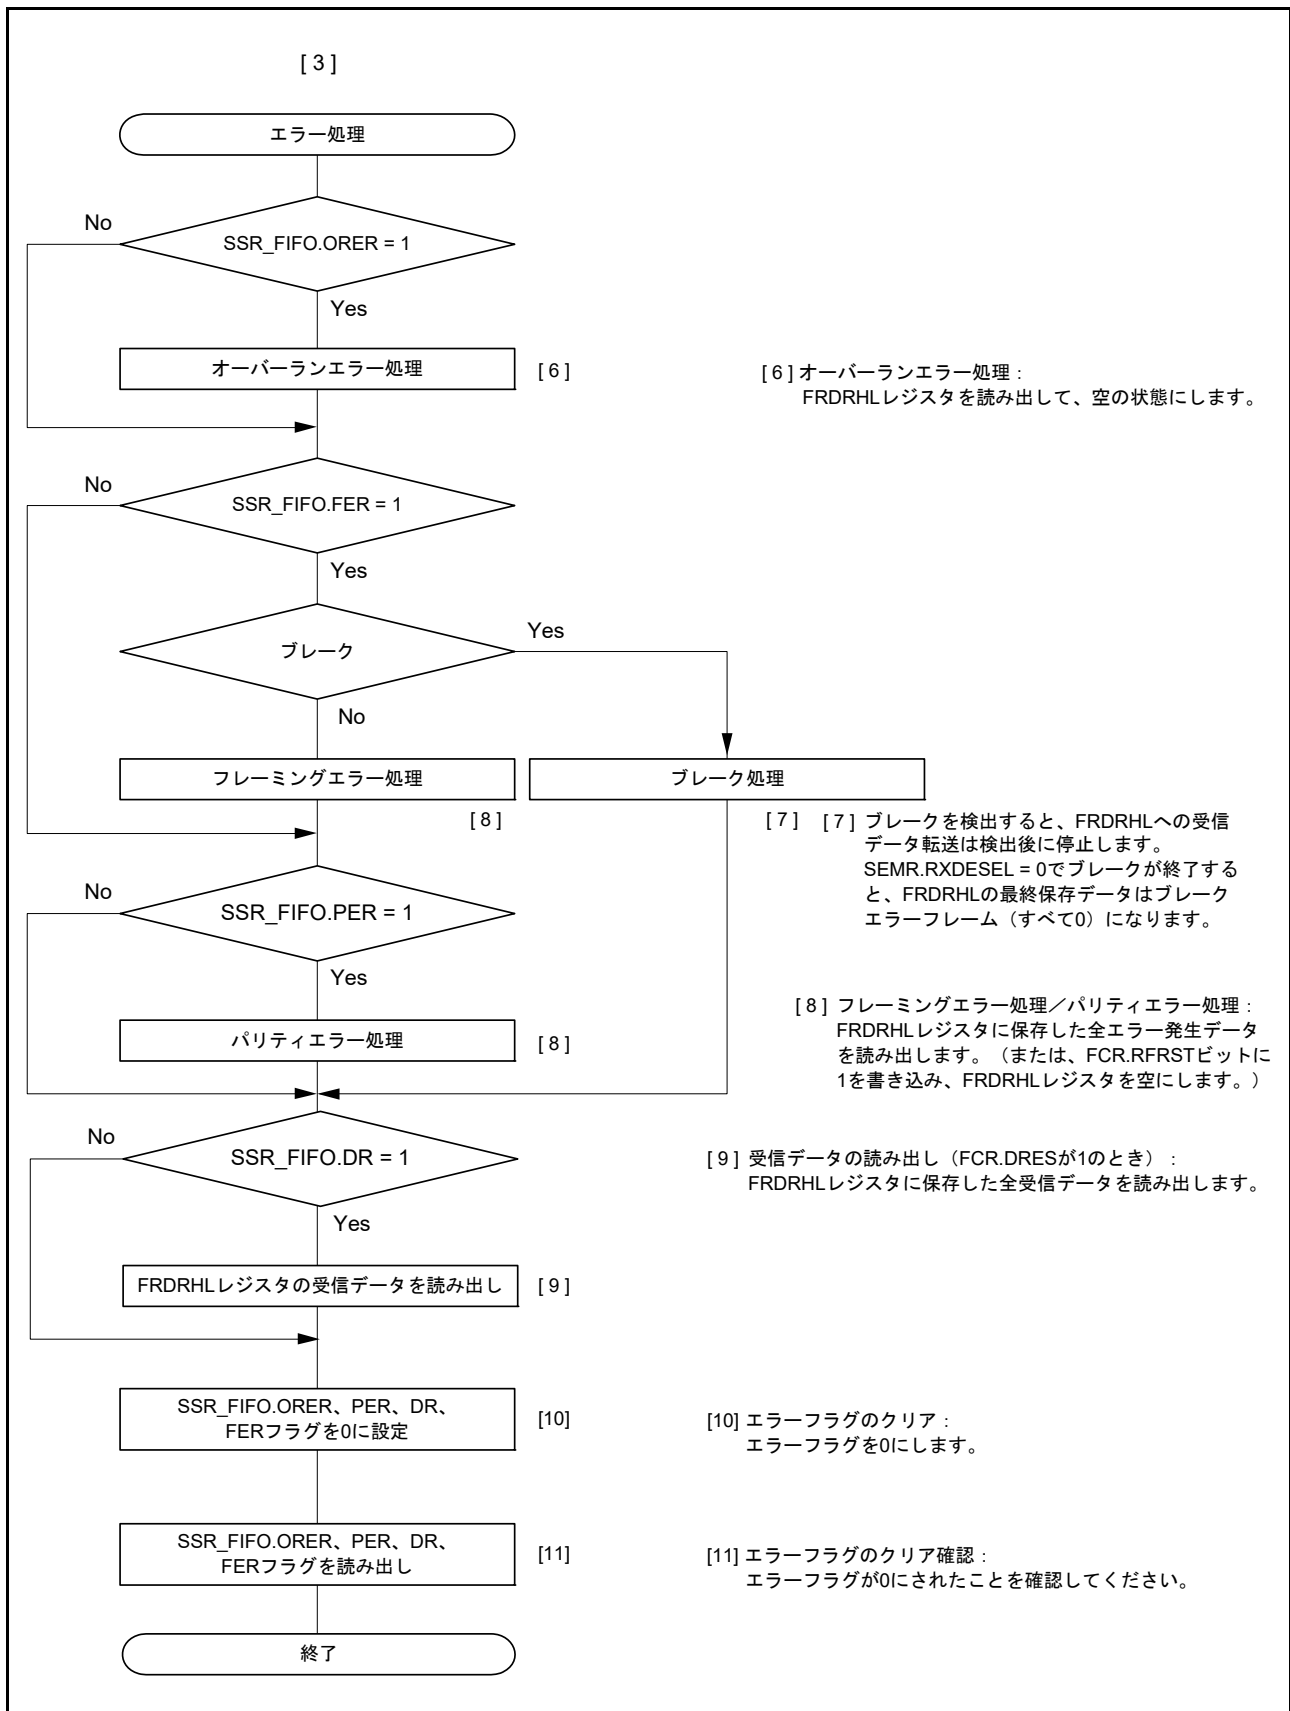 [ 3 ]
エラー処理
No
SSR_FIFO.ORER = 1
Yes
オーバーランエラー処理
[ 6 ]
[ 6 ] オーバーランエラー処理：
FRDRHLレジスタを読み出して、空の状態にします。
No
SSR_FIFO.FER = 1
Yes
ブレーク
Yes
No
フレーミングエラー処理
ブレーク処理
[ 8 ]
[ 7 ]
[ 7 ] ブレークを検出すると、FRDRHLへの受信
データ転送は検出後に停止します。
SEMR.RXDESEL = 0でブレークが終了する
と、FRDRHLの最終保存データはブレーク
エラーフレーム（すべて0）になります。
No
SSR_FIFO.PER = 1
Yes
パリティエラー処理
[ 8 ]
[ 8 ] フレーミングエラー処理／パリティエラー処理：
FRDRHLレジスタに保存した全エラー発生データ
を読み出します。（または、FCR.RFRSTビットに
1を書き込み、FRDRHLレジスタを空にします。）
No
SSR_FIFO.DR = 1
Yes
[ 9 ] 受信データの読み出し（FCR.DRESが1のとき）：
FRDRHLレジスタに保存した全受信データを読み出します。
FRDRHLレジスタの受信データを読み出し
[ 9 ]
SSR_FIFO.ORER、PER、DR、
FERフラグを0に設定
[10]
[10] エラーフラグのクリア：
エラーフラグを0にします。
SSR_FIFO.ORER、PER、DR、
FERフラグを読み出し
[11]
[11] エラーフラグのクリア確認：
エラーフラグが0にされたことを確認してください。
終了